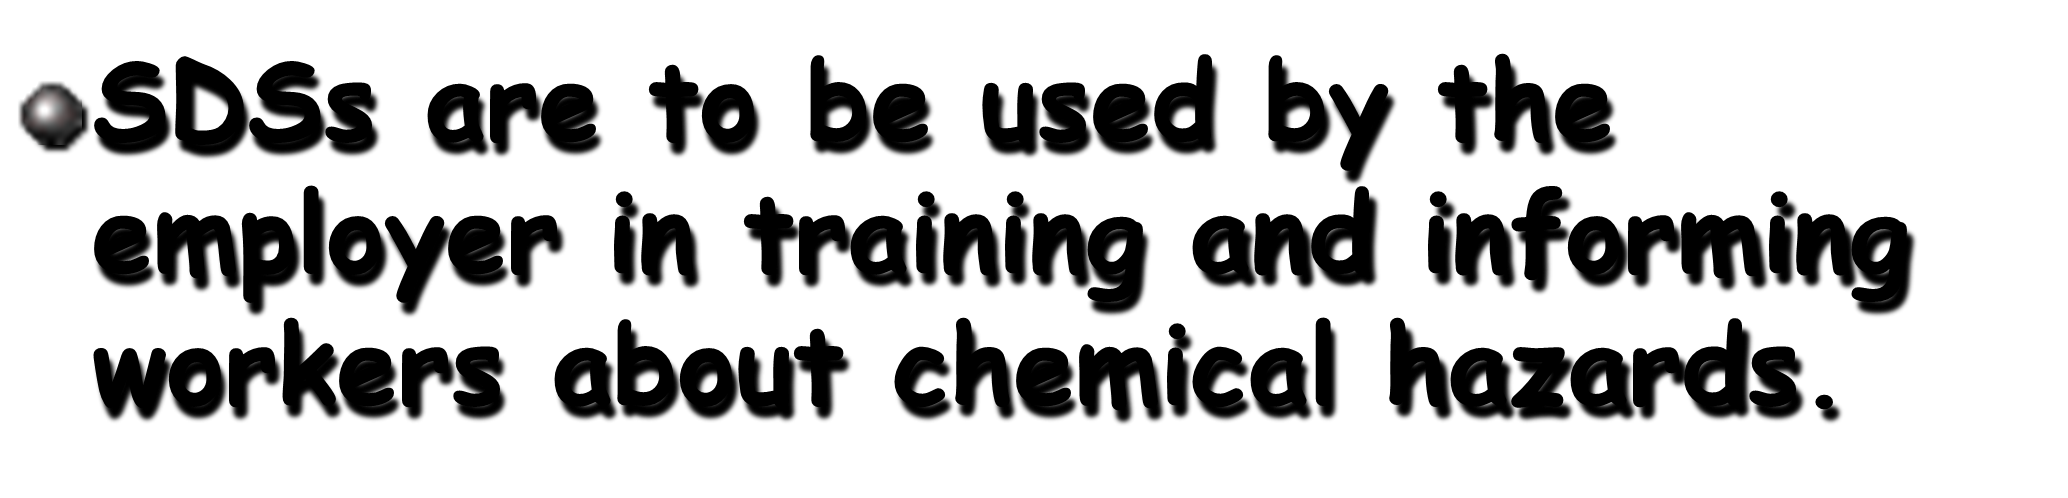 SDSs are to be used by the
employer in training and informing
workers about chemical hazards.